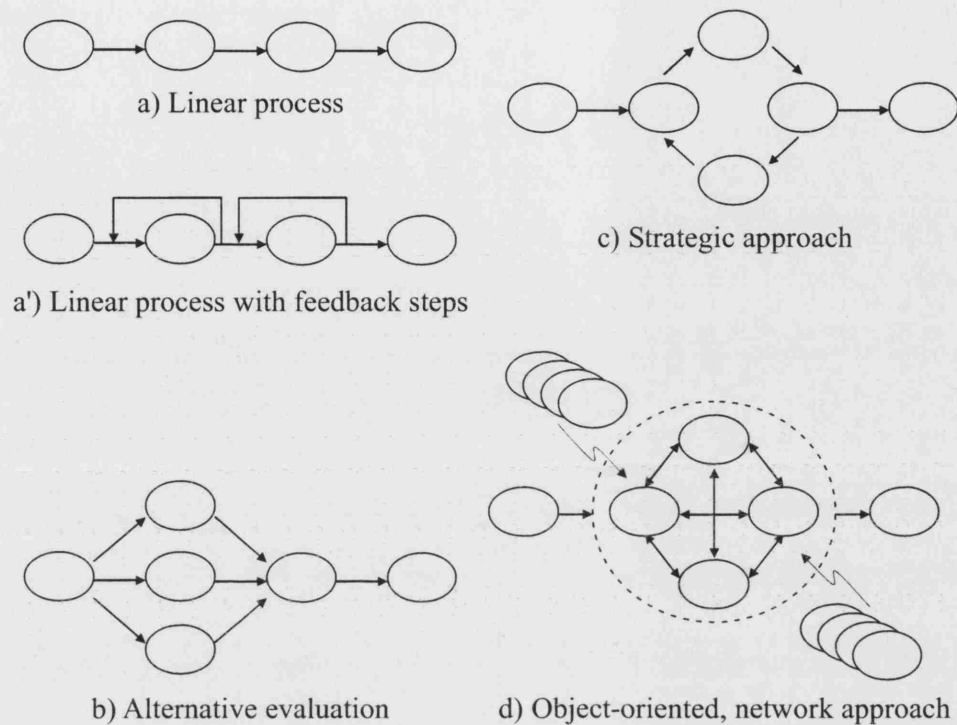 a) Linear process
a') Linear process with feedback steps
b) Alternative evaluation
c) Strategic approach
d) Object-oriented, network approach